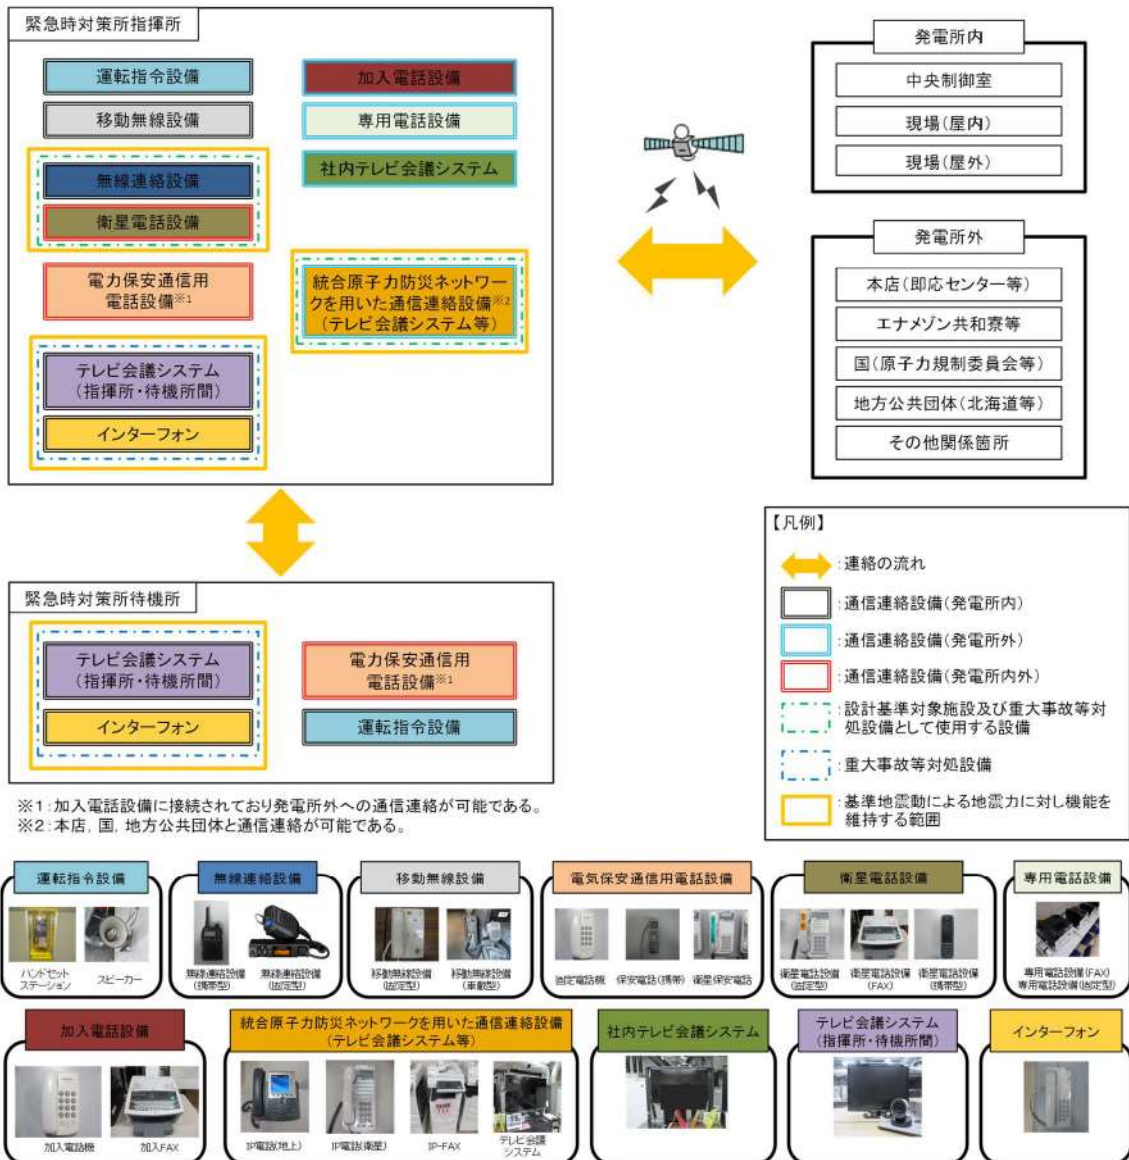 緊急時対策所指揮所
運転指令設備
移動無線設備
無線連絡設備
衛星電話設備
電力保安通信用
電話設備※1
テレビ会議システム
(指揮所・待機所間)
インターフォン
加入電話設備
専用電話設備
社内テレビ会議システム
統合原子力防災ネットワー
クを用いた通信連絡設備※2
(テレビ会議システム等)
発電所内
中央制御室
現場(屋内)
現場(屋外)
発電所外
本店(即応センター等)
エナメゾン共和寮等
国(原子力規制委員会等)
地方公共団体(北海道等)
その他関係箇所
緊急時対策所待機所
テレビ会議システム
(指揮所・待機所間)
インターフォン
電力保安通信用
電話設備※1
運転指令設備
【凡例】
:連絡の流れ
:通信連絡設備(発電所内)
:通信連絡設備(発電所外)
:通信連絡設備(発電所内外)
:設計基準対象施設及び重大事故等対
処設備として使用する設備
:重大事故等対処設備
:基準地震動による地震力に対し機能を
維持する範囲
※1:加入電話設備に接続されており発電所外への通信連絡が可能である。
※2:本店,国,地方公共団体と通信連絡が可能である。
運転指令設備
ハンドセット
ステーション
スピーカー
無線連絡設備
無線連絡設備
(携帯型)
無線連絡設備
(固定型)
移動無線設備
移動無線設備
(固定型)
移動無線設備
(車載型)
電気保安通信用電話設備
固定電話機
保安電話(携帯)
衛星保安電話
衛星電話設備
衛星電話設備
(固定型)
衛星電話設備
(FAX)
衛星電話設備
(携帯型)
専用電話設備
専用電話設備(FAX)
専用電話設備(固定型)
加入電話設備
加入電話機
加入FAX
統合原子力防災ネットワークを用いた通信連絡設備
(テレビ会議システム等)
IP電話(地上)
IP電話(衛星)
IP-FAX
テレビ会議
システム
社内テレビ会議システム
テレビ会議システム
(指揮所・待機所間)
インターフォン